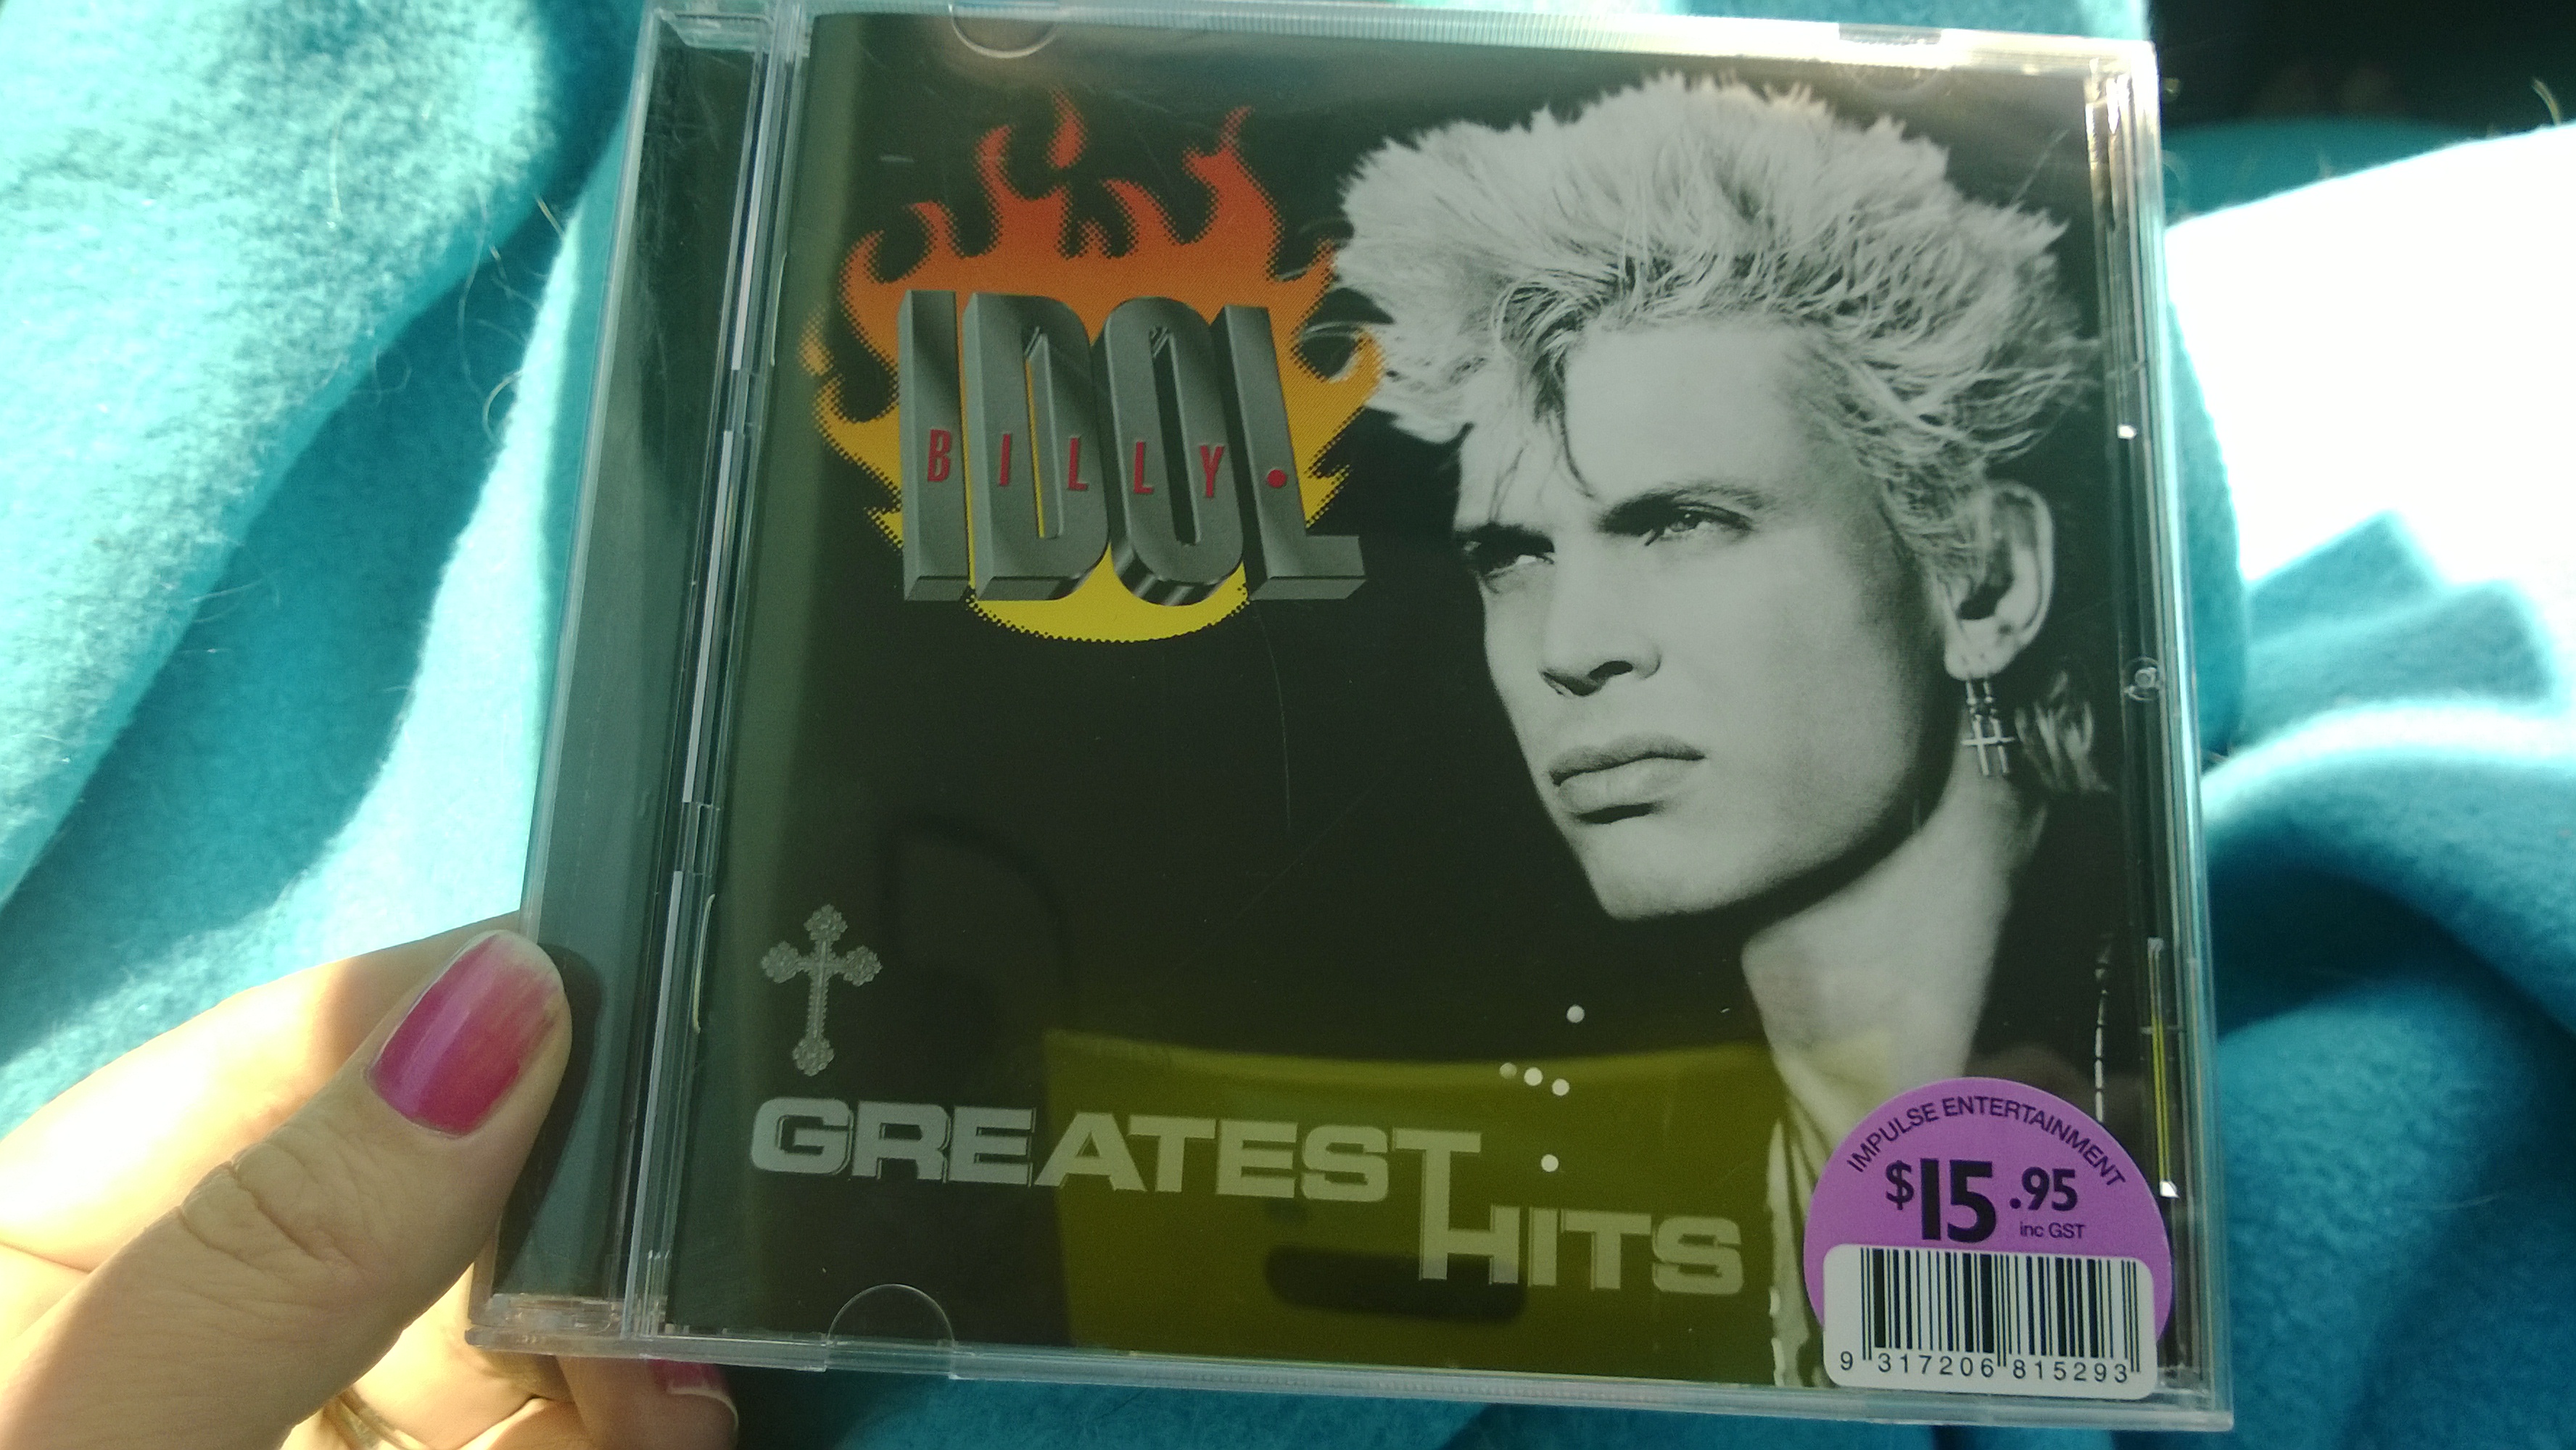 IDOL
BILLY.
GREATEST
HITS
IMPULSE ENTERTAINMENT
$15.95
inc GST
9 317206 815293